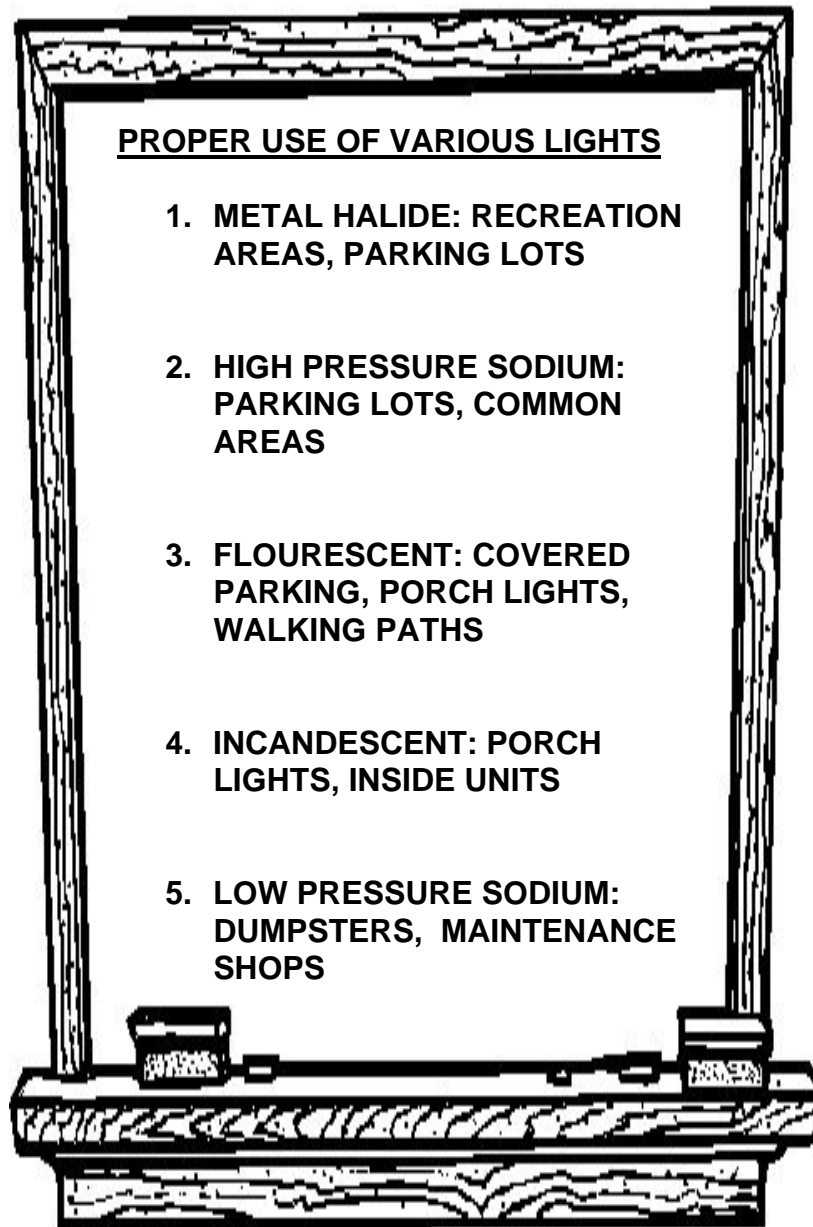 PROPER USE OF VARIOUS LIGHTS
1. METAL HALIDE: RECREATION
AREAS, PARKING LOTS
2. HIGH PRESSURE SODIUM:
PARKING LOTS, COMMON
AREAS
3. FLOURESCENT: COVERED
PARKING, PORCH LIGHTS,
WALKING PATHS
4. INCANDESCENT: PORCH
LIGHTS, INSIDE UNITS
5. LOW PRESSURE SODIUM:
DUMPSTERS, MAINTENANCE
SHOPS